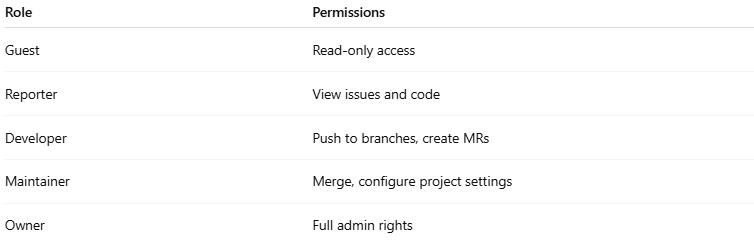 Role Permissions
Guest Read-only access
Reporter View issues and code
Developer Push to branches, create MRs
Maintainer Merge, configure project settings
Owner Full admin rights